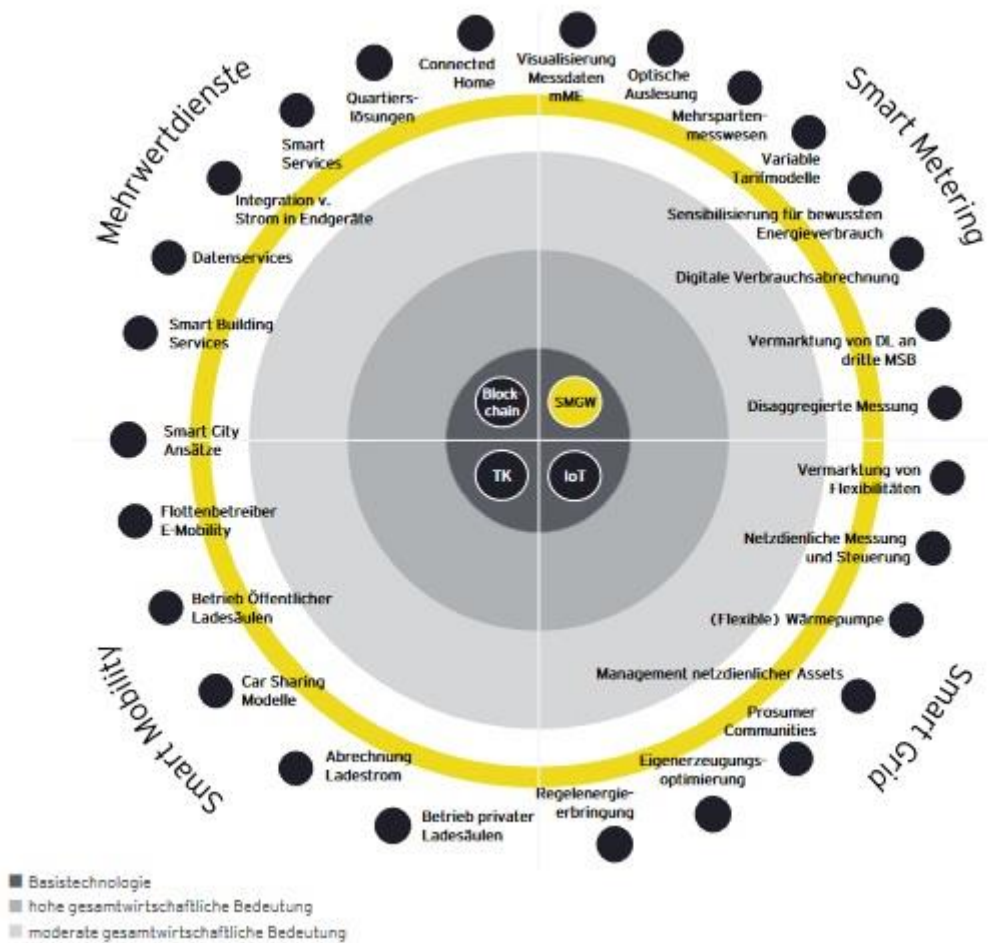 Mehrwertdienste
Connected
Home
Quartiers-
lösungen
Smart
Services
Integration v.
Strom in Endgeräte
Datenservices
Smart Building
Services
Smart City
Ansätze
Smart Metering
Visualisierung
Messdaten
mME
Optische
Auslesung
Mehrsparten-
messwesen
Variable
Tarifmodelle
Sensibilisierung für bewussten
Energieverbrauch
Digitale Verbrauchsabrechnung
Vermarktung von DL an
dritte MSB
Disaggregierte Messung
Block-
chain
SMGW
TK
IoT
Smart Mobility
Flottenbetreiber
E-Mobility
Betrieb Öffentlicher
Ladesäulen
Car Sharing
Modelle
Abrechnung
Ladestrom
Betrieb privater
Ladesäulen
Smart Grid
Vermarktung von
Flexibilitäten
Netzdienliche Messung
und Steuerung
(Flexible) Wärmepumpe
Management netzdienlicher Assets
Prosumer
Communities
Eigenerzeugungs-
optimierung
Regelenergie-
erbringung
Basistechnologie
hohe gesamtwirtschaftliche Bedeutung
moderate gesamtwirtschaftliche Bedeutung